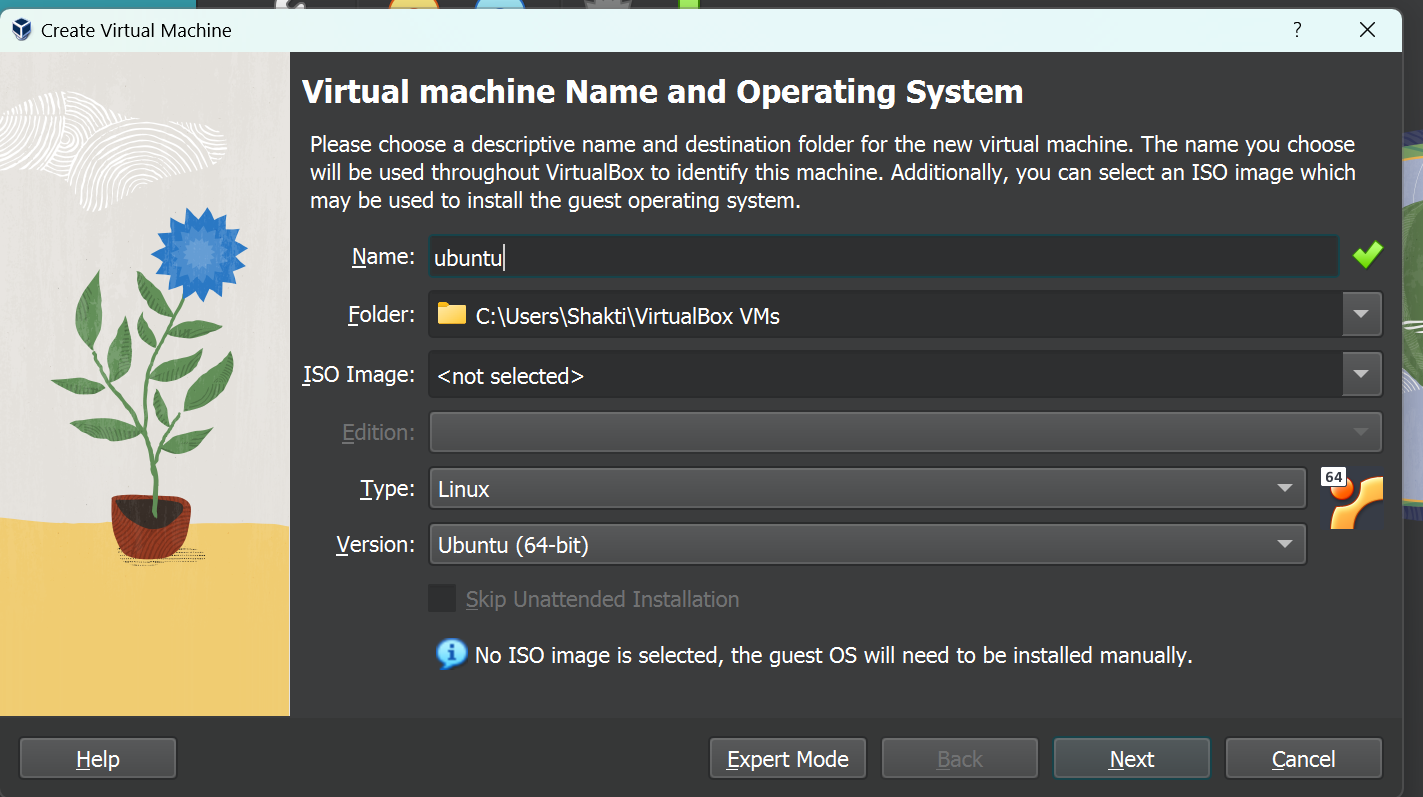 Create Virtual Machine
?
Virtual machine Name and Operating System
Please choose a descriptive name and destination folder for the new virtual machine. The name you choose
will be used throughout VirtualBox to identify this machine. Additionally, you can select an ISO image which
may be used to install the guest operating system.
Name: ubuntu
Folder: C:\Users\Shakti\VirtualBox VMs
ISO Image: <not selected>
Edition:
Type: Linux
64
Version: Ubuntu (64-bit)
Skip Unattended Installation
No ISO image is selected, the guest OS will need to be installed manually.
Help Expert Mode Back Next Cancel